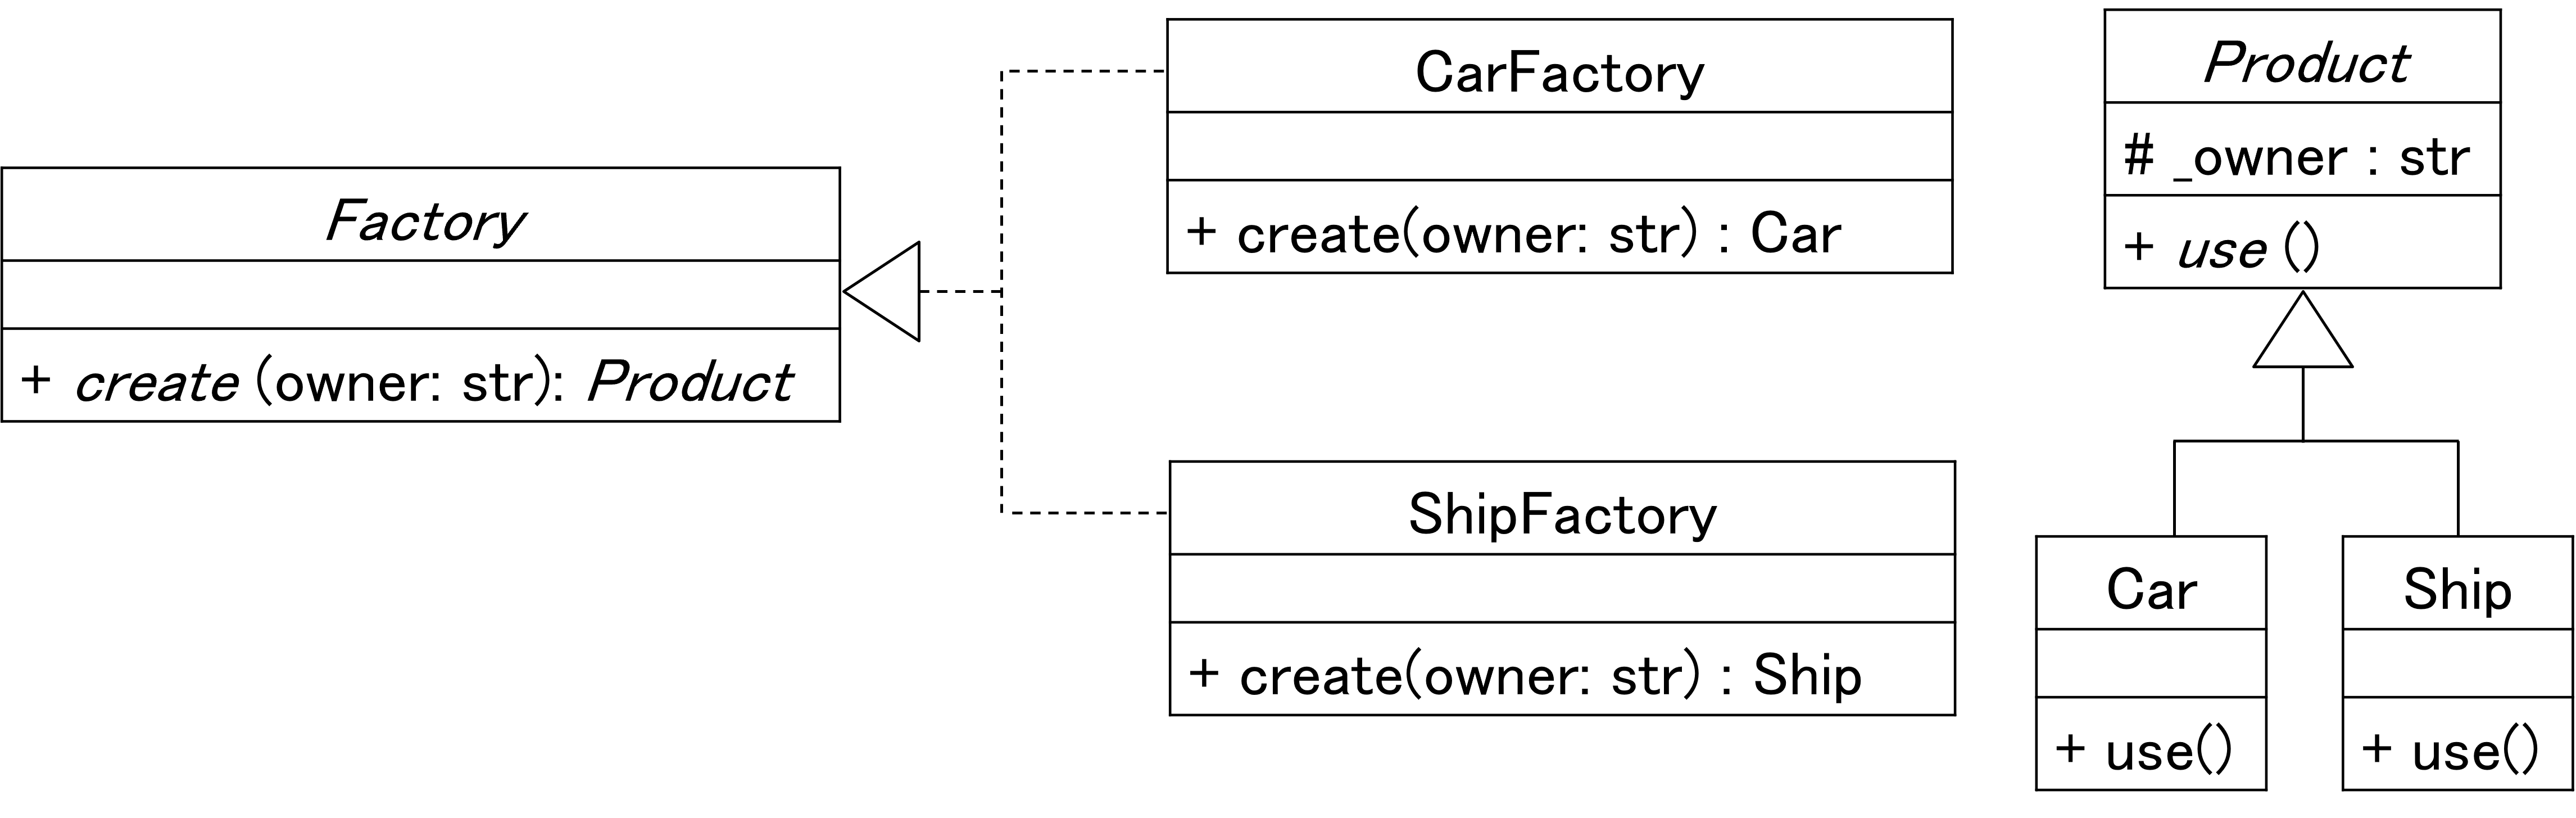 Factory
+ create (owner: str): Product
CarFactory
+ create(owner: str) : Car
ShipFactory
+ create(owner: str) : Ship
Product
# _owner : str
+ use ()
Car
+ use()
Ship
+ use()